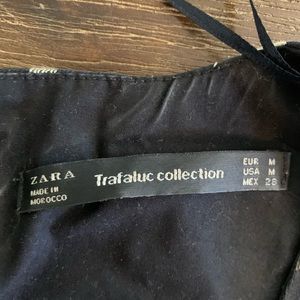 ZARA
MADE IN
MOROCCO
Trafaluc collection
EUR M
USA M
MEX 28